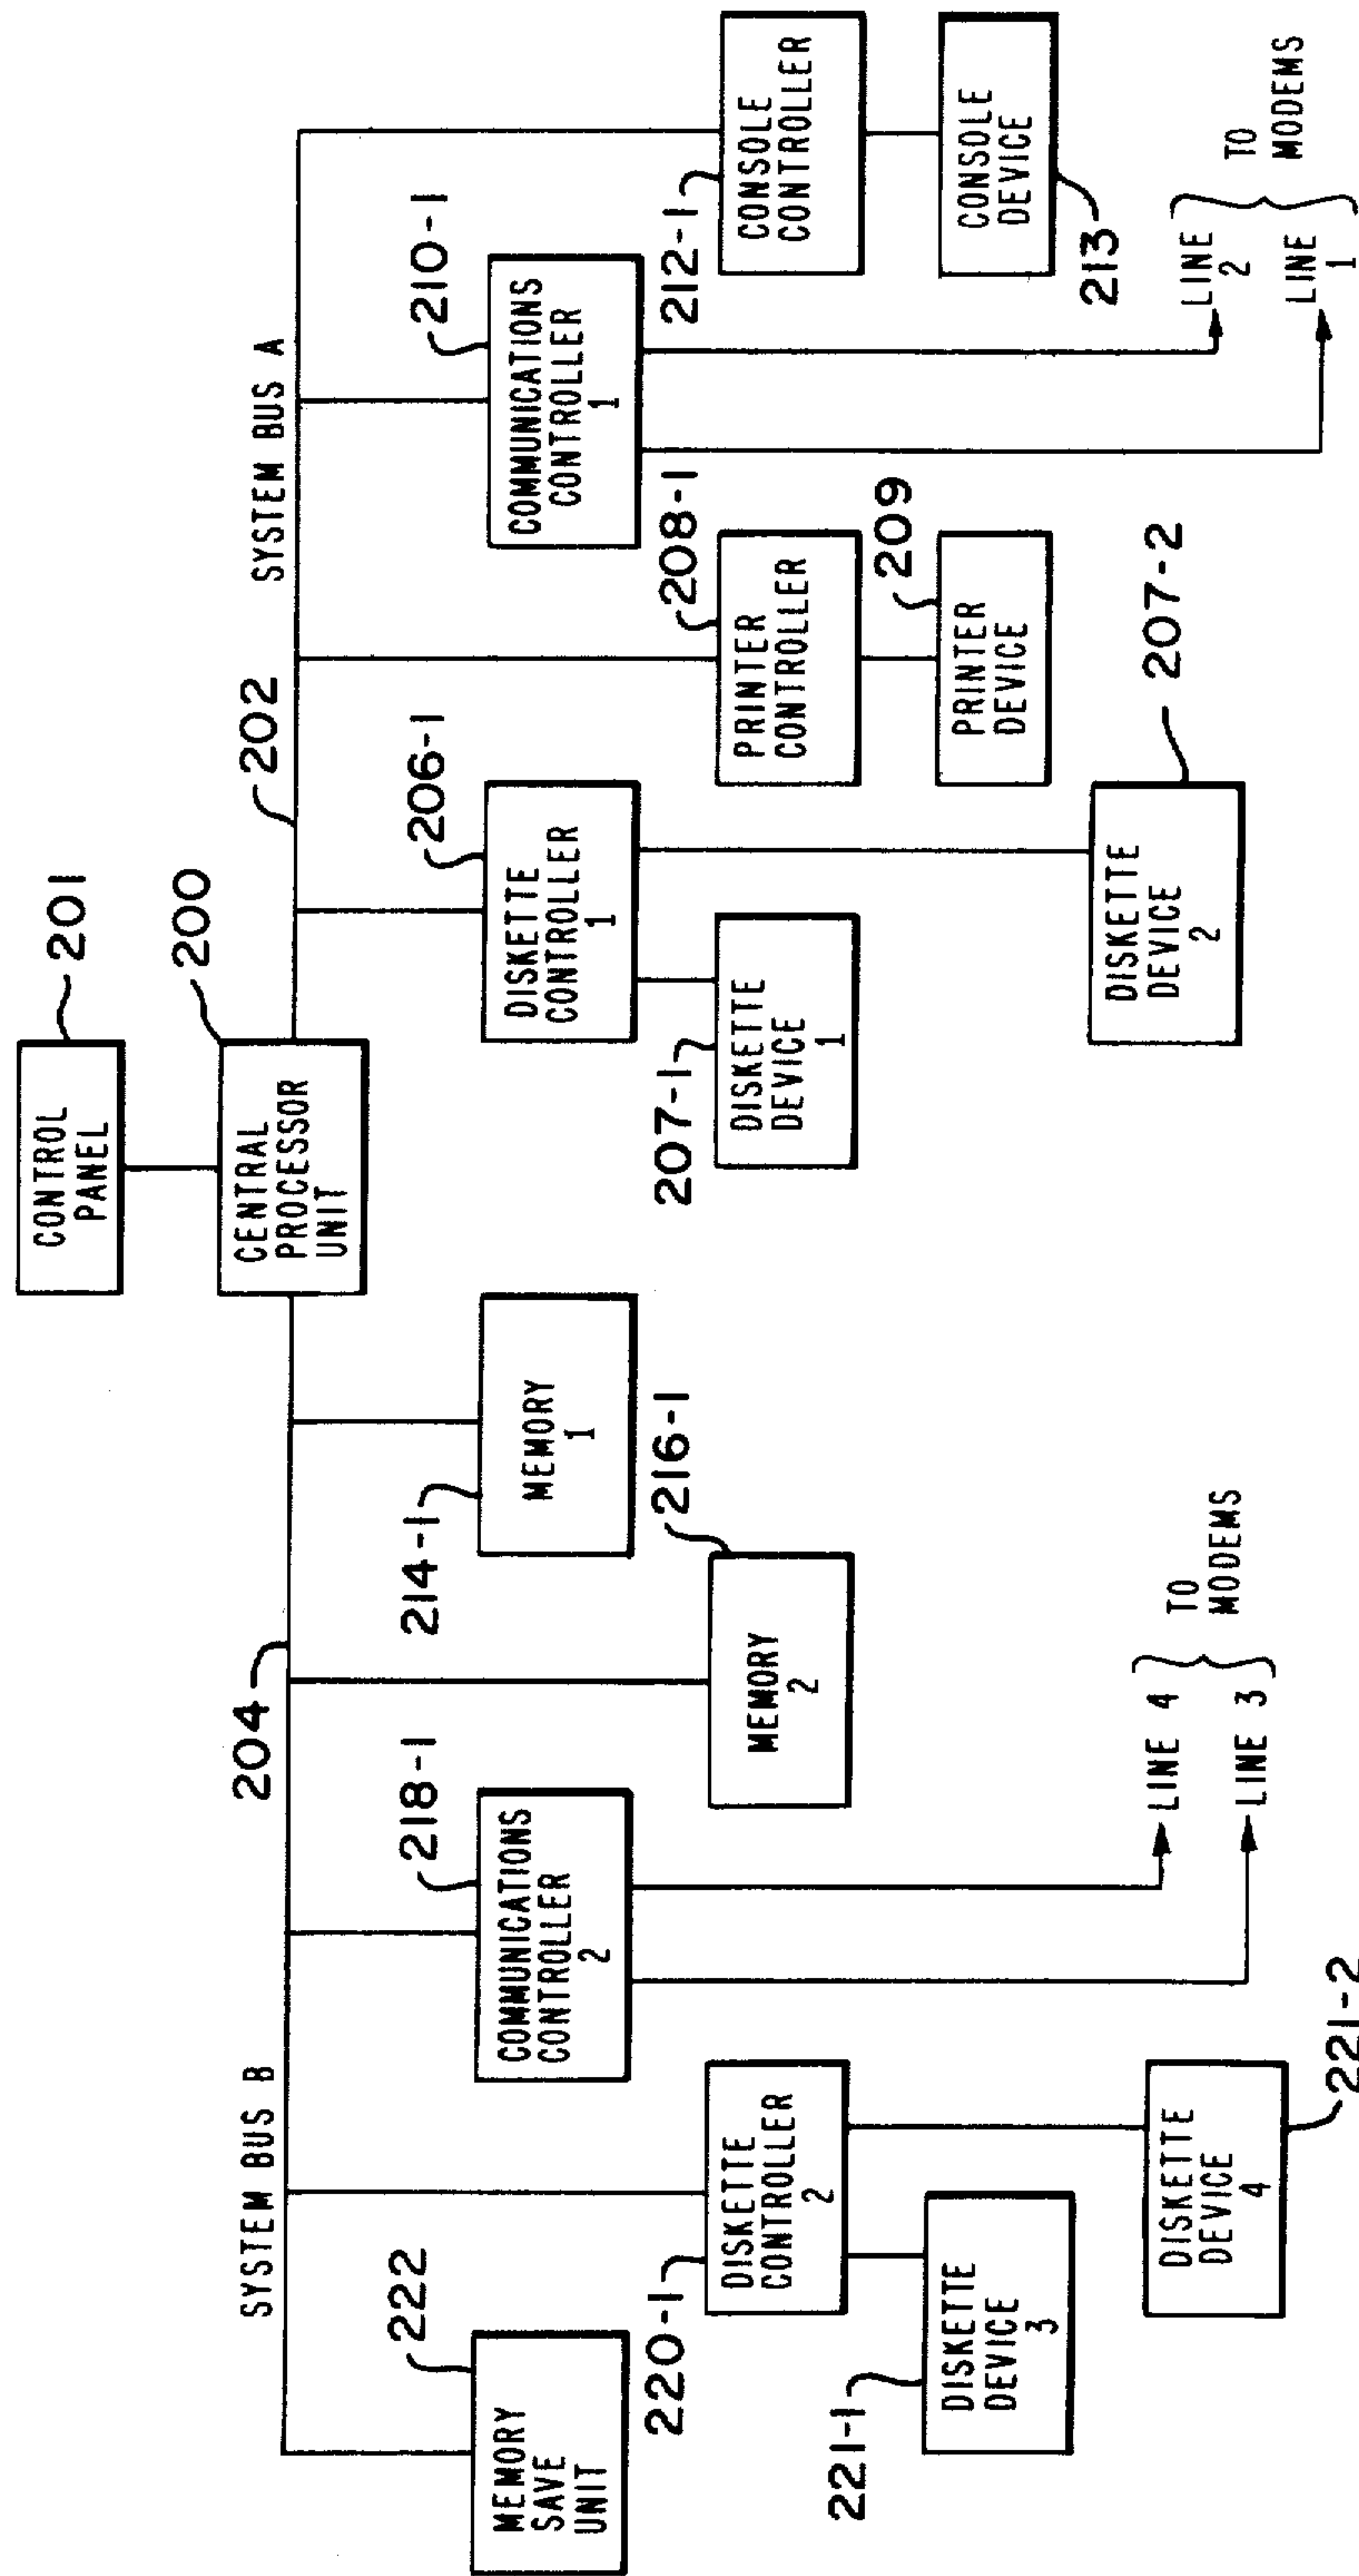 CONTROL
PANEL
201
CENTRAL
PROCESSOR
UNIT
200
SYSTEM BUS B
204
202
SYSTEM BUS A
MEMORY
SAVE
UNIT
222
DISKETTE
CONTROLLER
2
220-1
DISKETTE
DEVICE
3
221-1
DISKETTE
DEVICE
4
221-2
COMMUNICATIONS
CONTROLLER
2
218-1
LINE 4
LINE 3
TO
MODEMS
MEMORY
2
216-1
MEMORY
1
214-1
DISKETTE
CONTROLLER
1
206-1
DISKETTE
DEVICE
1
207-1
DISKETTE
DEVICE
2
207-2
PRINTER
CONTROLLER
208-1
PRINTER
DEVICE
209
COMMUNICATIONS
CONTROLLER
1
210-1
LINE
2
LINE
1
TO
MODEMS
CONSOLE
CONTROLLER
212-1
CONSOLE
DEVICE
213